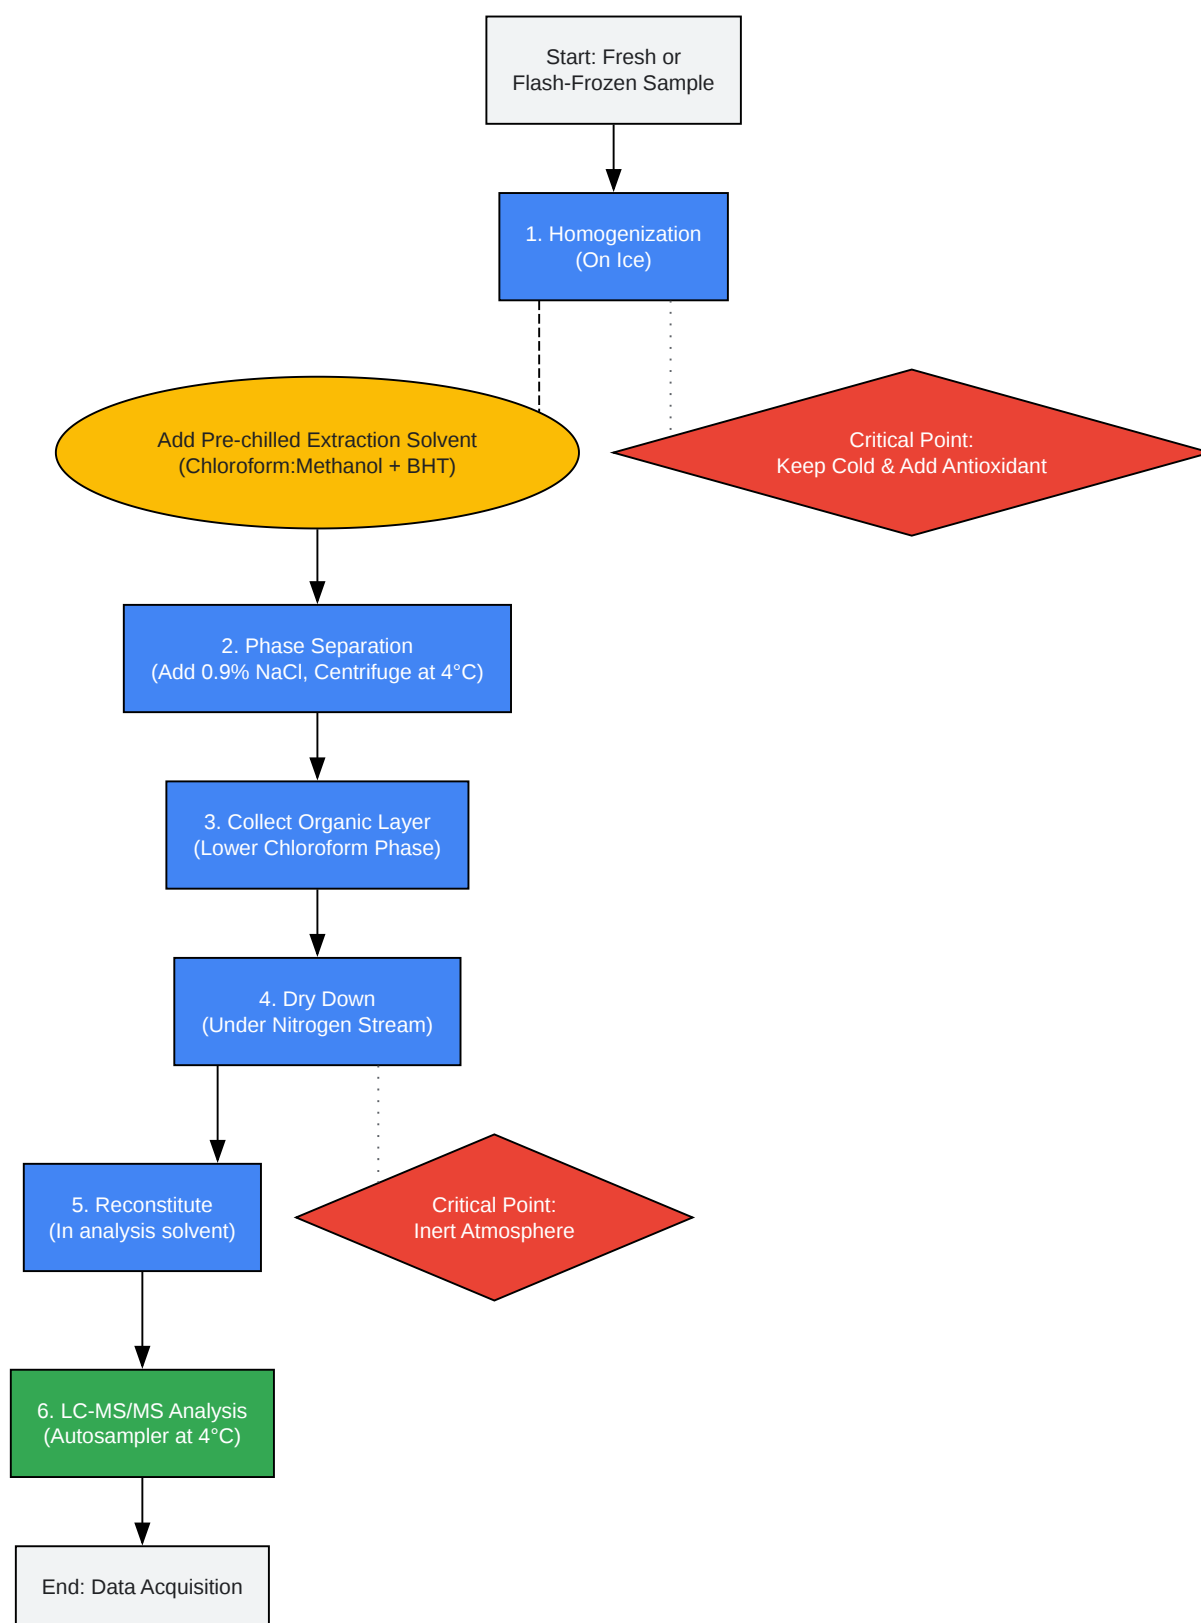 Start: Fresh or
Flash-Frozen Sample
1. Homogenization
(On Ice)
Add Pre-chilled Extraction Solvent
(Chloroform:Methanol + BHT)
Critical Point:
Keep Cold & Add Antioxidant
2. Phase Separation
(Add 0.9% NaCl, Centrifuge at 4°C)
3. Collect Organic Layer
(Lower Chloroform Phase)
4. Dry Down
(Under Nitrogen Stream)
5. Reconstitute
(In analysis solvent)
Critical Point:
Inert Atmosphere
6. LC-MS/MS Analysis
(Autosampler at 4°C)
End: Data Acquisition